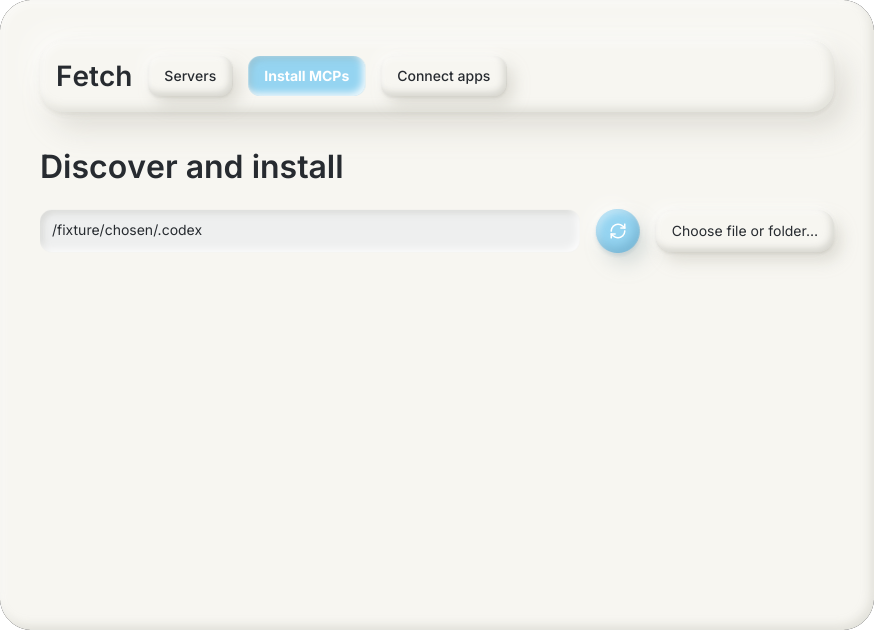 Fetch Servers Install MCPs Connect apps
Discover and install
/fixture/chosen/.codex Choose file or folder...